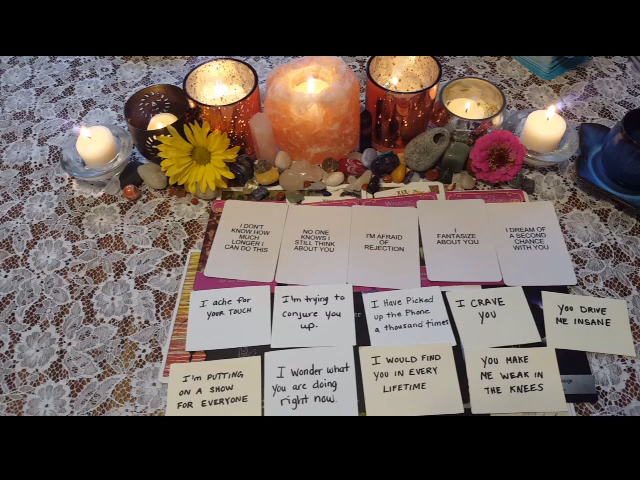 I DON'T
KNOW HOW
MUCH
LONGER I
CAN DO THIS
NO ONE
KNOWS I
STILL THINK
ABOUT YOU
I'M AFRAID
OF
REJECTION
I
FANTASIZE
ABOUT YOU
I DREAM OF
A SECOND
CHANCE
WITH YOU
I ache for
YOUR TOUCH
I'm trying to
conjure you
up.
I Have Picked
up the Phone
a thousand times
I CRAVE
YOU
YOU DRIVE
ME INSANE
I'm PUTTING
ON A SHOW
FOR EVERYONE
I Wonder what
you are doing
right now.
I WOULD FIND
YOU IN EVERY
LIFETIME
YOU MAKE
ME WEAK IN
THE KNEES